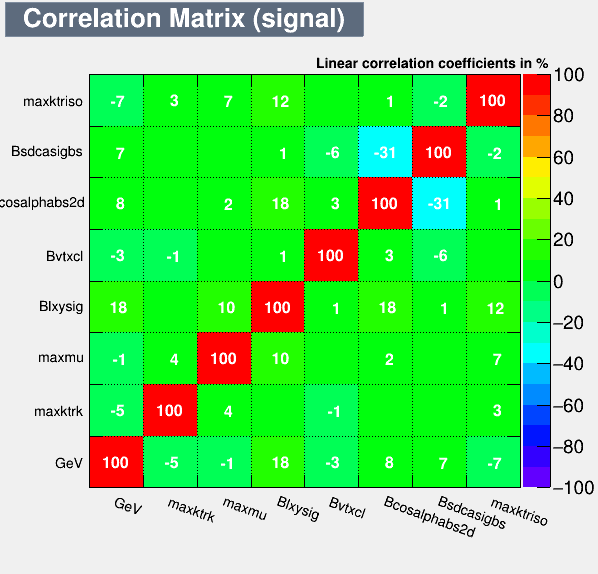 Correlation Matrix (signal)
Linear correlation coefficients in %
maxktriso -7 3 7 12 1 -2 100
Bsdcasigbs 7 1 -6 -31 100 -2
cosalphabs2d 8 2 18 3 100 -31 1
Bvtxcl -3 -1 1 100 3 -6
Blxysig 18 10 100 1 18 1 12
maxmu -1 4 100 10 2 7
maxktrk -5 100 4 -1 3
GeV 100 -5 -1 18 -3 8 7 -7
GeV maxktrk maxmu Blxysig Bvtxcl Bcosalphabs2d Bsdcasigbs maxktriso
100
80
60
40
20
0
−20
−40
−60
−80
−100